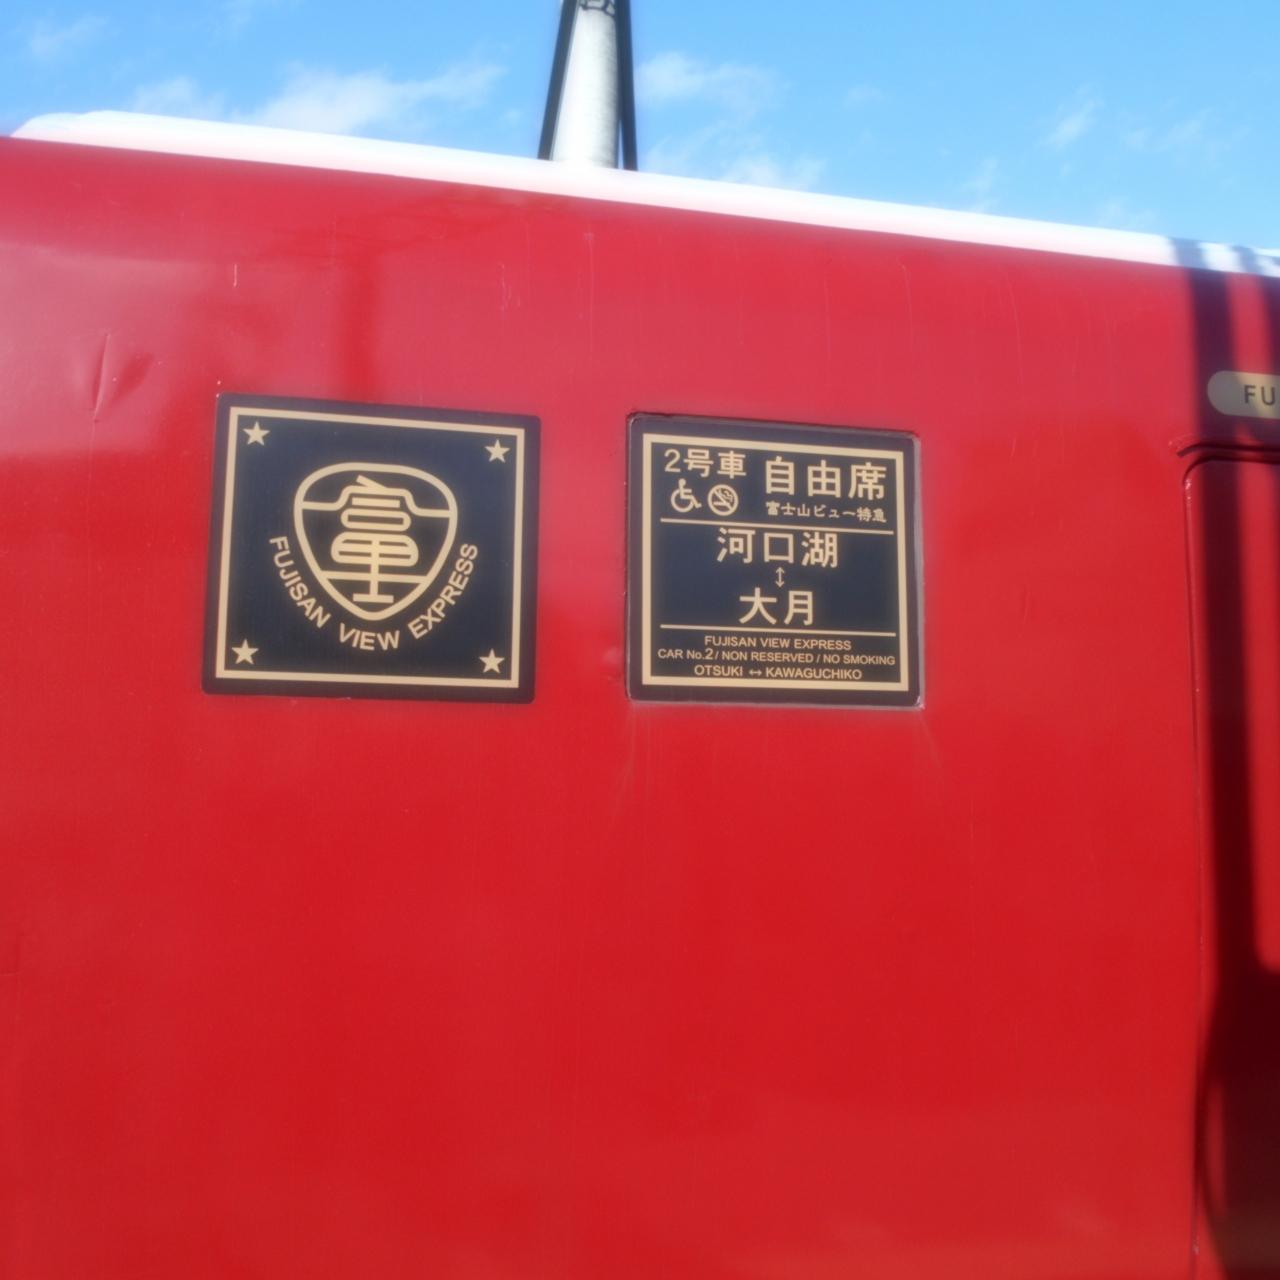 富士
FUJISAN VIEW EXPRESS
2号車 自由席
富士山ビュー特急
河口湖
↕
大月
FUJISAN VIEW EXPRESS
CAR No.2 / NON RESERVED / NO SMOKING
OTSUKI ↔ KAWAGUCHIKO
FU